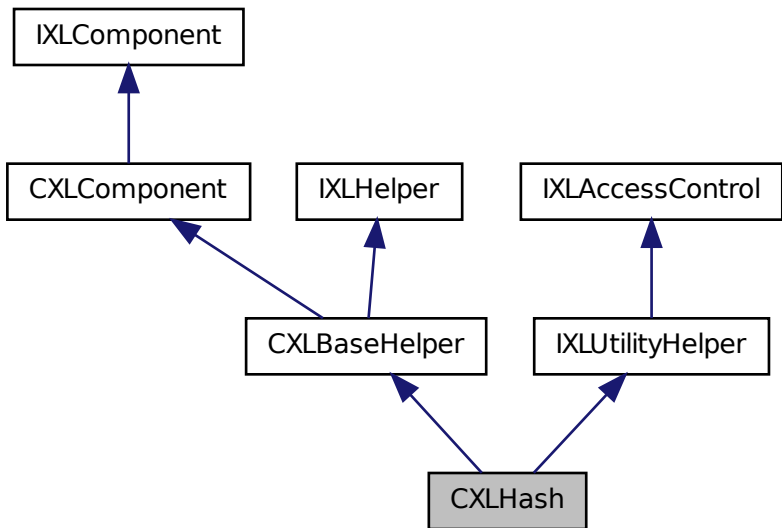 IXLComponent
CXLComponent
IXLHelper
IXLAccessControl
CXLBaseHelper
IXLUtilityHelper
CXLHash